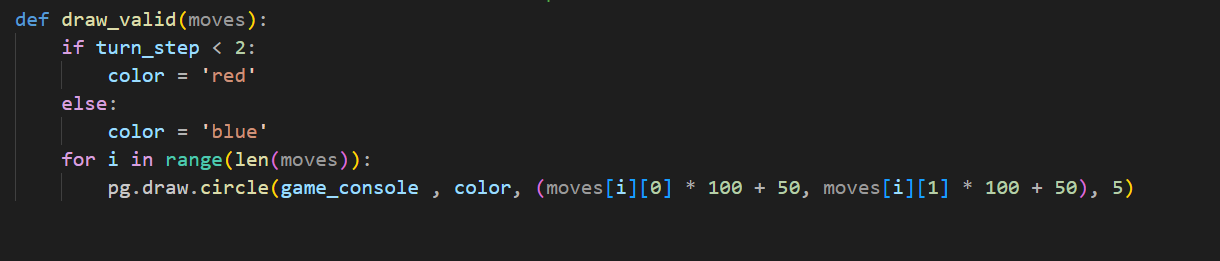 def draw_valid(moves):
    if turn_step < 2:
        color = 'red'
    else:
        color = 'blue'
    for i in range(len(moves)):
        pg.draw.circle(game_console , color, (moves[i][0] * 100 + 50, moves[i][1] * 100 + 50), 5)